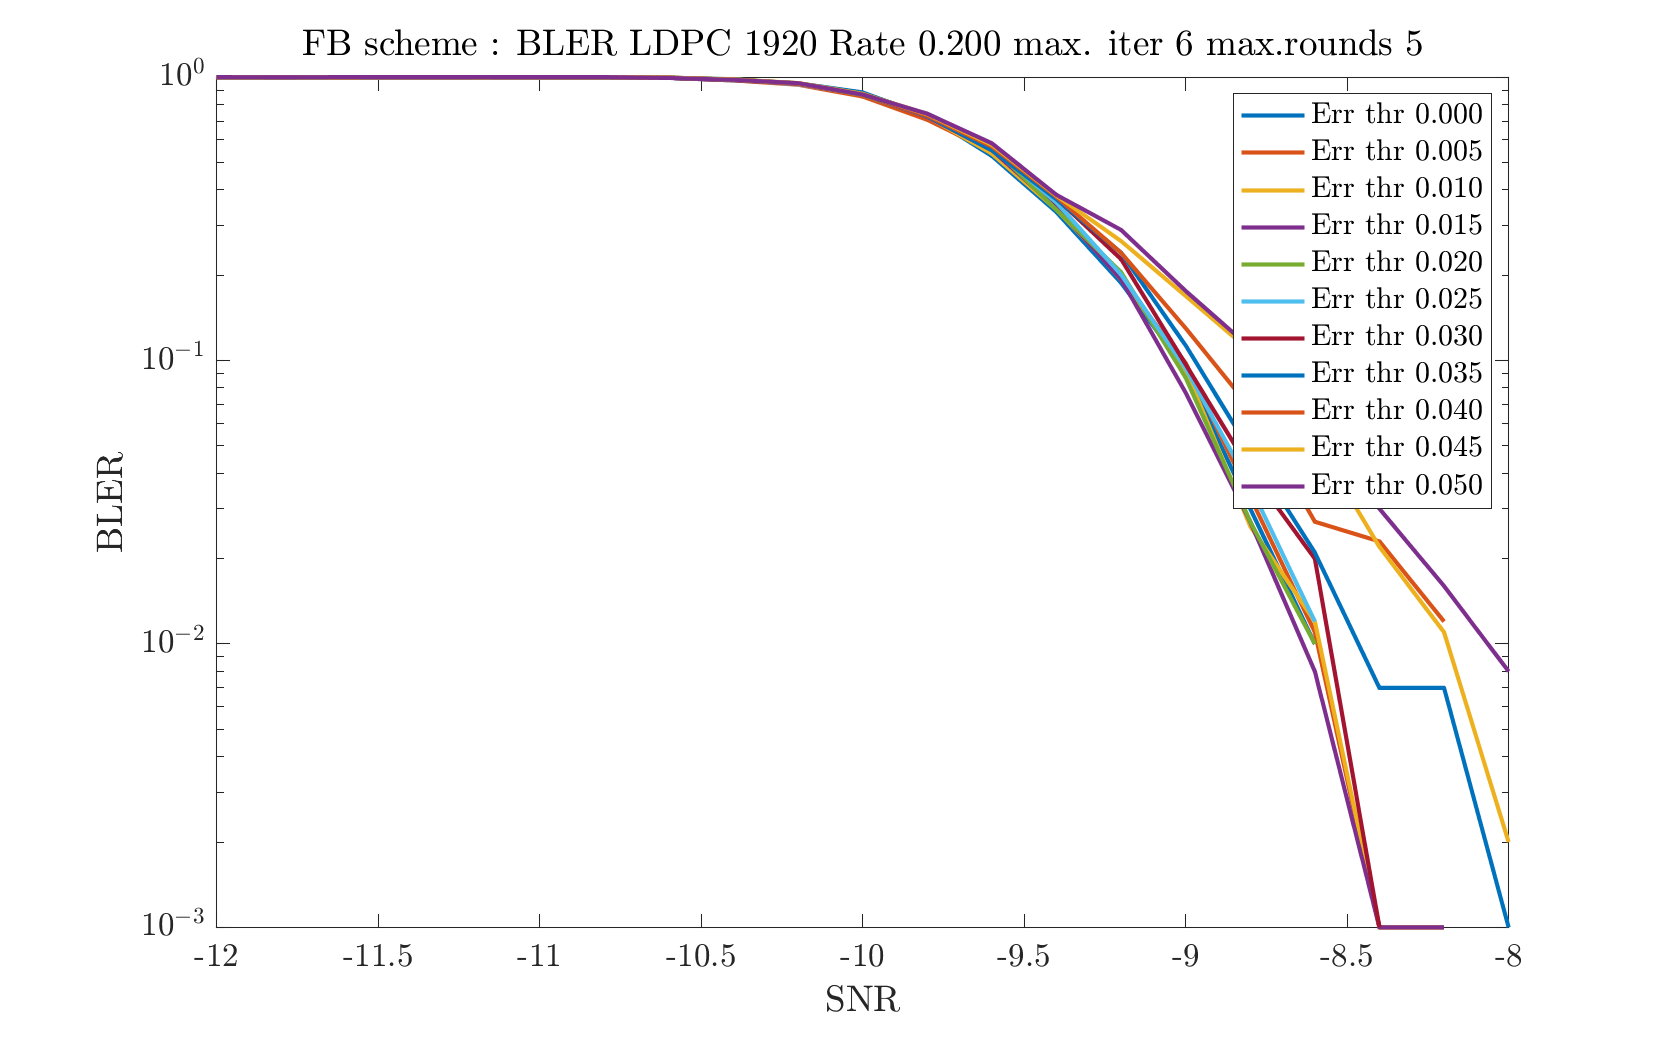 FB scheme : BLER LDPC 1920 Rate 0.200 max. iter 6 max.rounds 5
10^0
10^-1
10^-2
10^-3
BLER
Err thr 0.000
Err thr 0.005
Err thr 0.010
Err thr 0.015
Err thr 0.020
Err thr 0.025
Err thr 0.030
Err thr 0.035
Err thr 0.040
Err thr 0.045
Err thr 0.050
-12 -11.5 -11 -10.5 -10 -9.5 -9 -8.5 -8
SNR